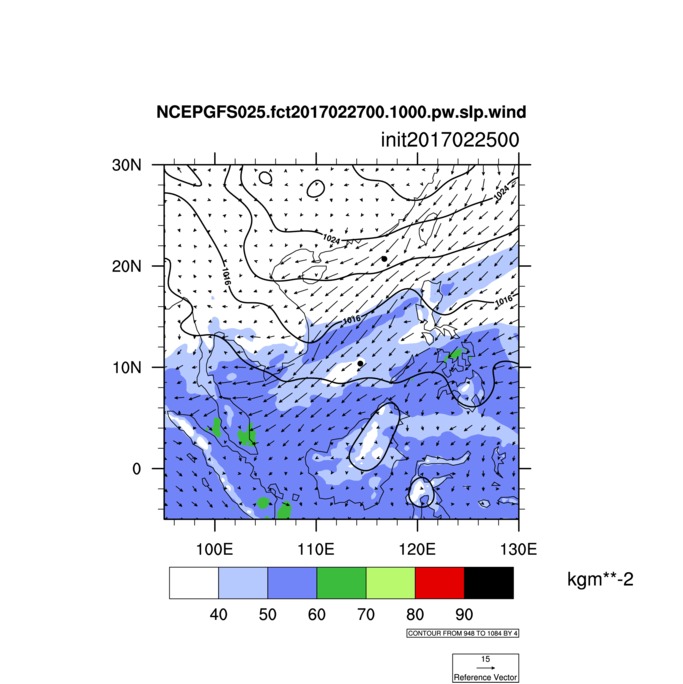 NCEPGFS025.fct2017022700.1000.pw.slp.wind
init2017022500
30N
1024
1024
20N
1016
1016
1016
10N
0
100E 110E 120E 130E
kgm**-2
40 50 60 70 80 90
CONTOUR FROM 948 TO 1084 BY 4
15
Reference Vector